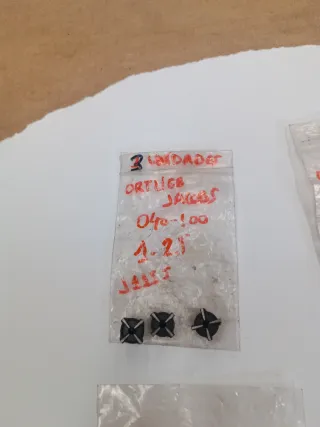 3 UNIDADES
ORTLIEB
JACOBS
040-100
1-25